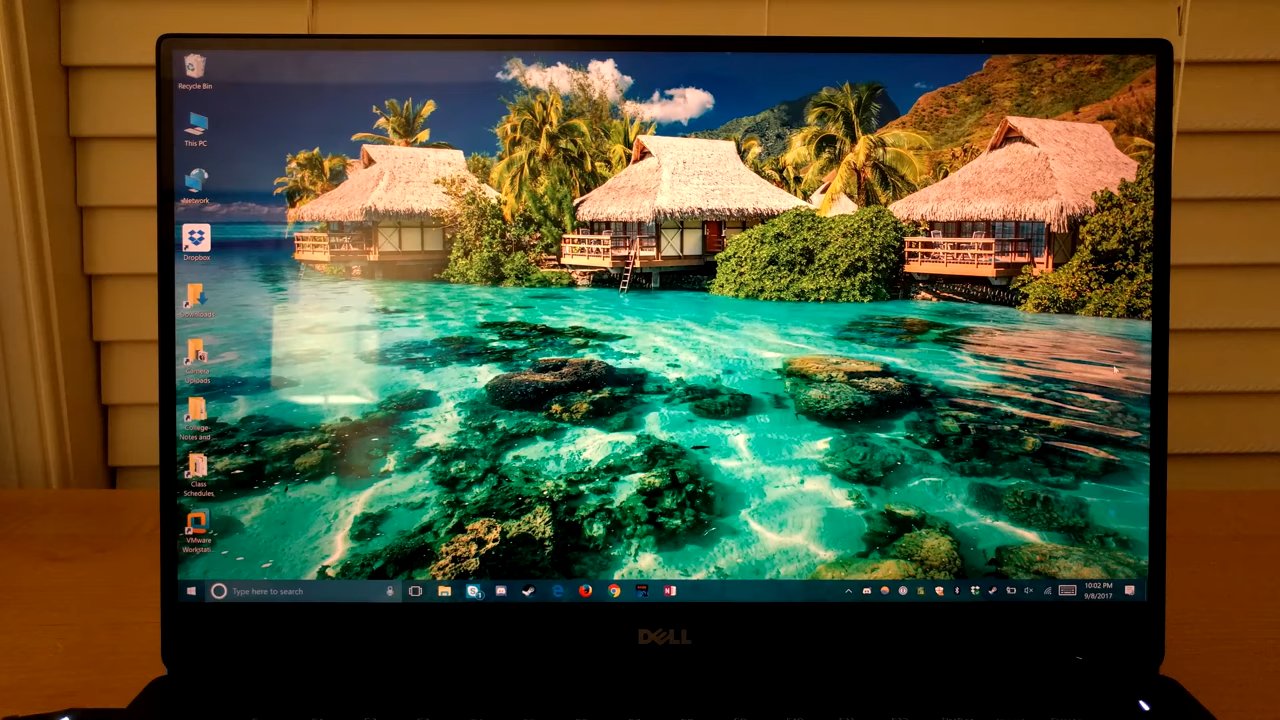 Recycle Bin
This PC
Network
Dropbox
Downloads
Camera
Uploads
College-
Notes and
Class
Schedules
VMware
Workstati...
Type here to search
10:02 PM
9/8/2017
DELL